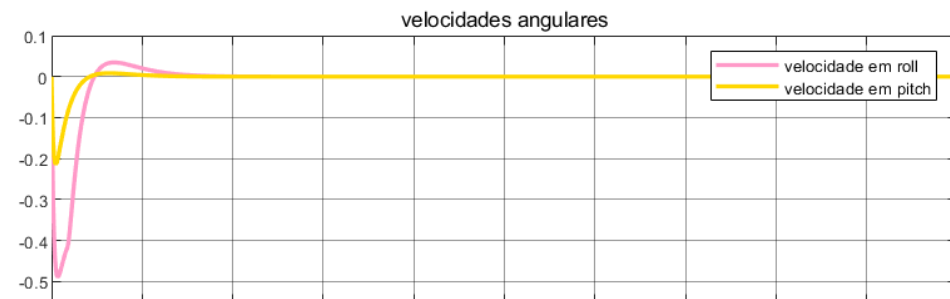 velocidades angulares
0.1
0
-0.1
-0.2
-0.3
-0.4
-0.5
velocidade em roll
velocidade em pitch